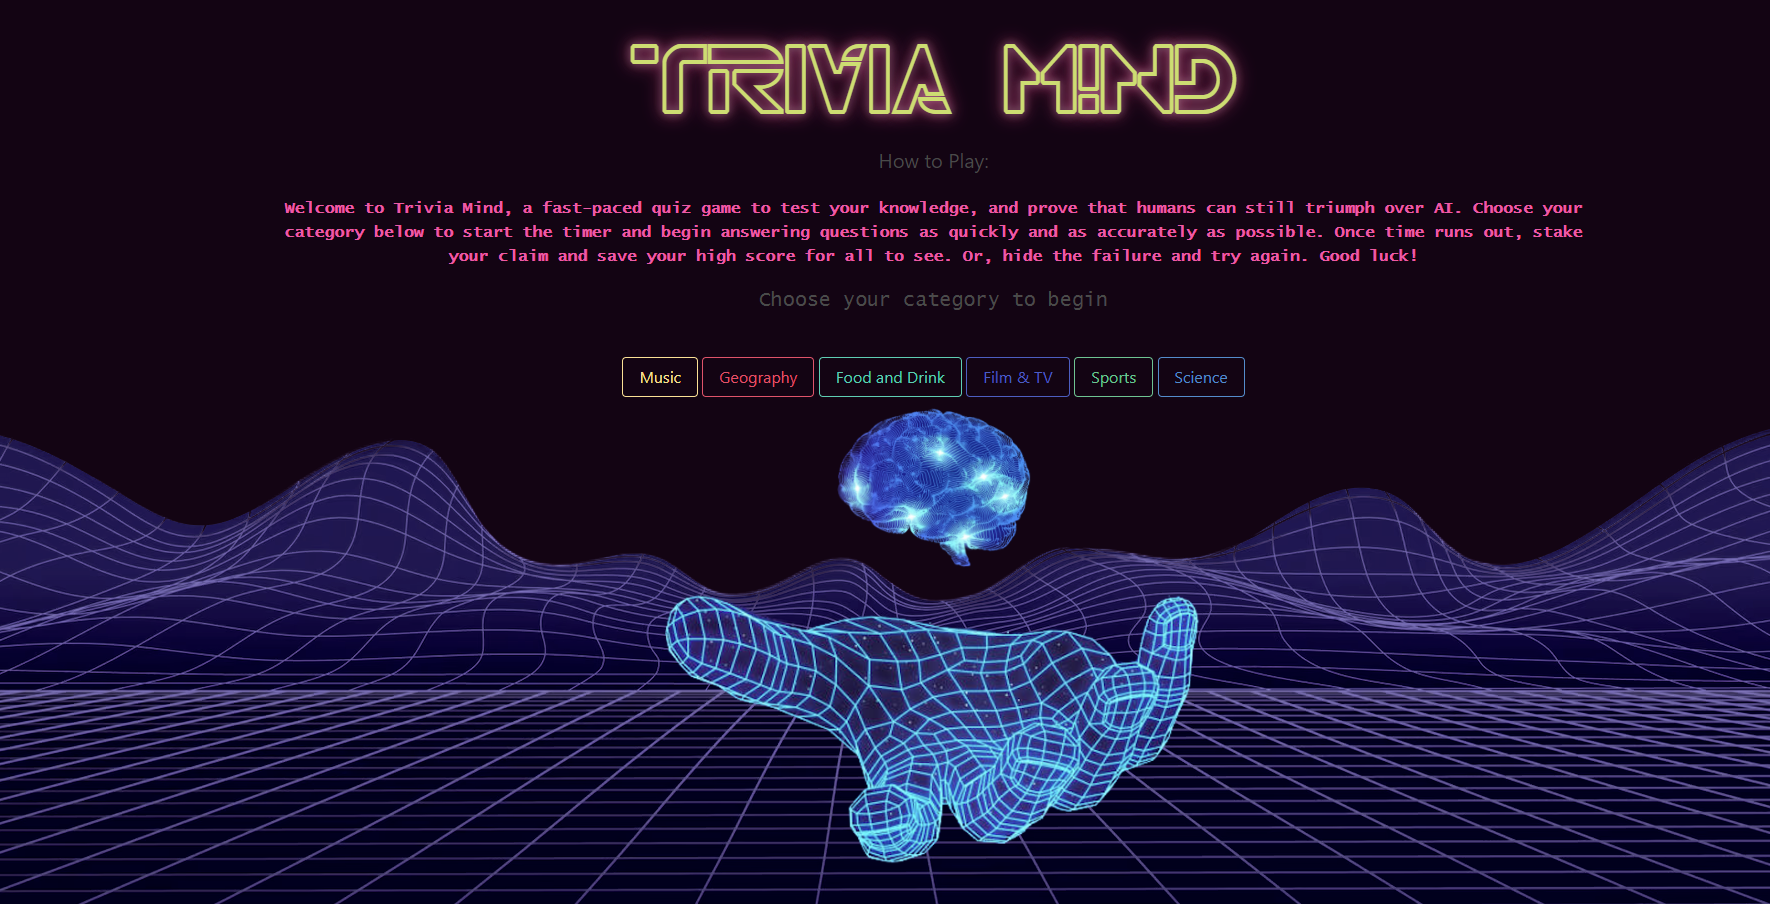 TRIVIA MIND
How to Play:
Welcome to Trivia Mind, a fast-paced quiz game to test your knowledge, and prove that humans can still triumph over AI. Choose your
category below to start the timer and begin answering questions as quickly and as accurately as possible. Once time runs out, stake
your claim and save your high score for all to see. Or, hide the failure and try again. Good luck!
Choose your category to begin
Music Geography Food and Drink Film & TV Sports Science